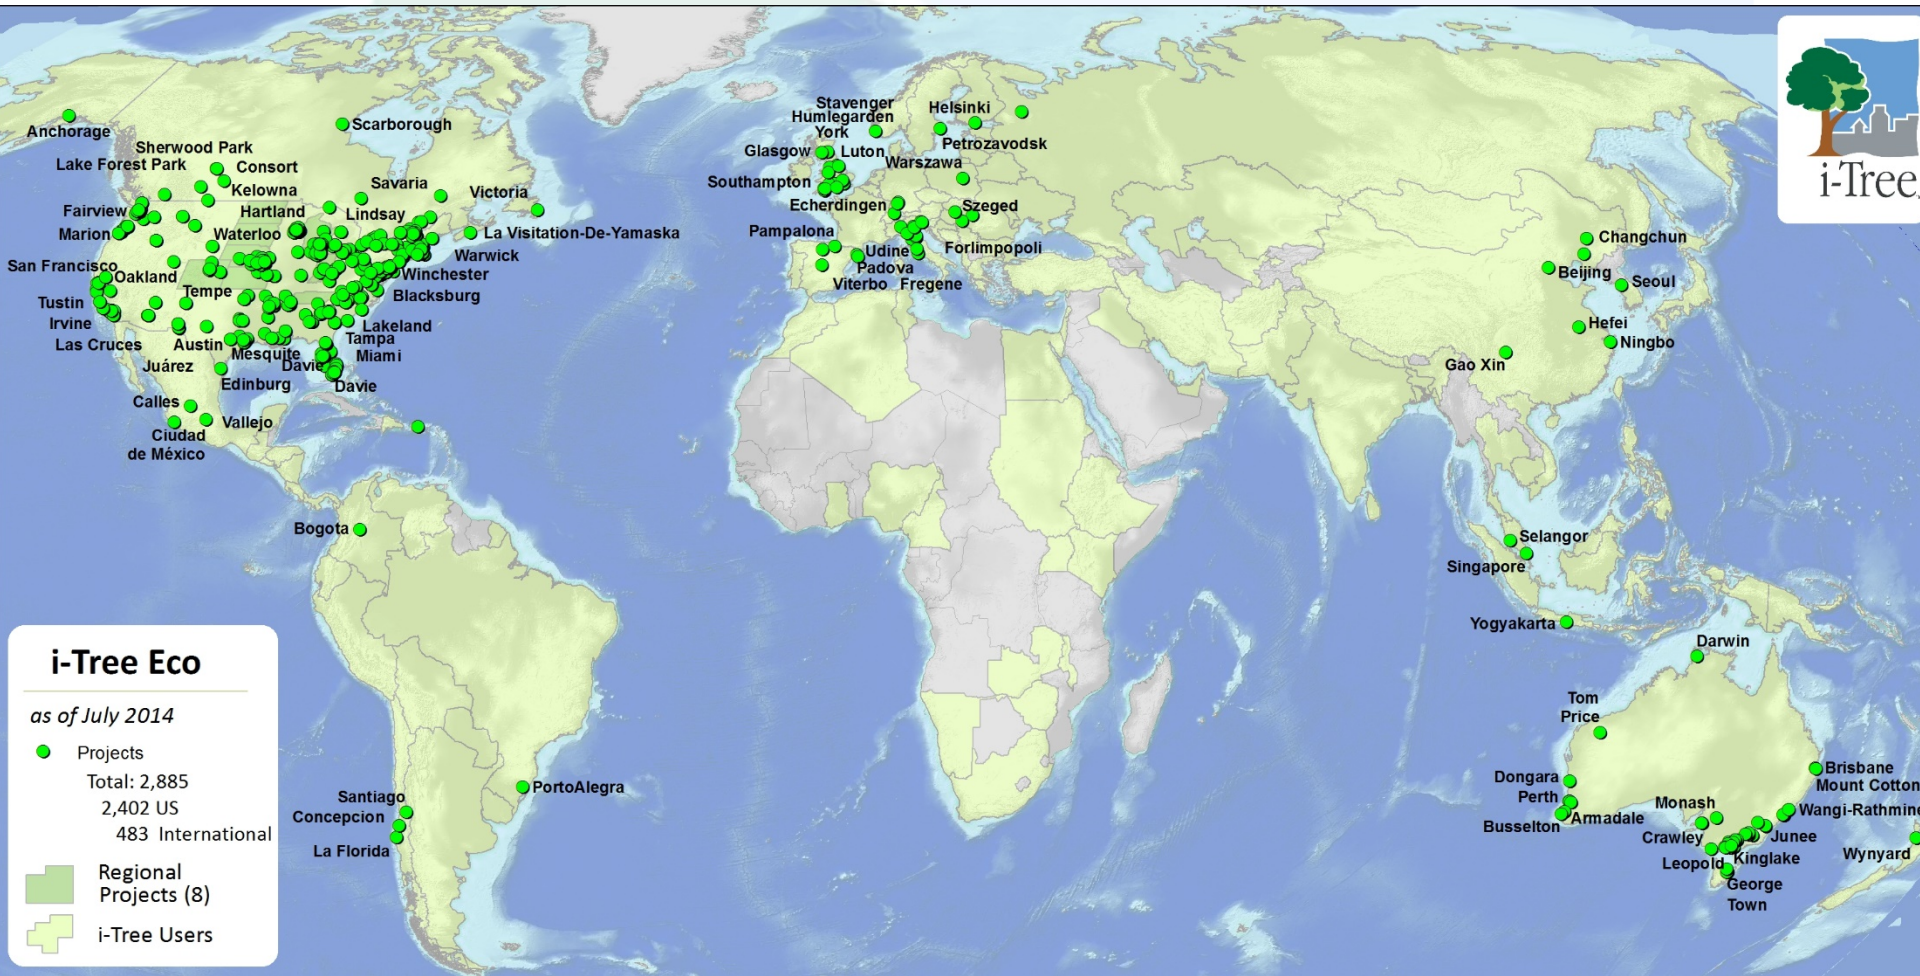 Anchorage
Scarborough
Sherwood Park
Lake Forest Park
Consort
Kelowna
Savaria
Victoria
Fairview
Hartland
Lindsay
Marion
Waterloo
La Visitation-De-Yamaska
San Francisco
Oakland
Warwick
Winchester
Tempe
Blacksburg
Tustin
Irvine
Lakeland
Las Cruces
Austin
Tampa
Mesquite
Miami
Juárez
Davie
Edinburg
Davie
Calles
Vallejo
Ciudad
de México
Bogota
Santiago
Concepcion
La Florida
PortoAlegra
Stavenger
Humlegarden
York
Helsinki
Glasgow
Luton
Petrozavodsk
Warszawa
Southampton
Echerdingen
Szeged
Pampalona
Udine
Forlimpopoli
Padova
Viterbo
Fregene
Changchun
Beijing
Seoul
Hefei
Ningbo
Gao Xin
Selangor
Singapore
Yogyakarta
Darwin
Tom
Price
Dongara
Perth
Busselton
Armadale
Brisbane
Mount Cotton
Monash
Wangi-Rathmine
Crawley
Junee
Leopold
Kinglake
Wynyard
George
Town
i-Tree
i-Tree Eco
as of July 2014
Projects
Total: 2,885
2,402 US
483 International
Regional
Projects (8)
i-Tree Users